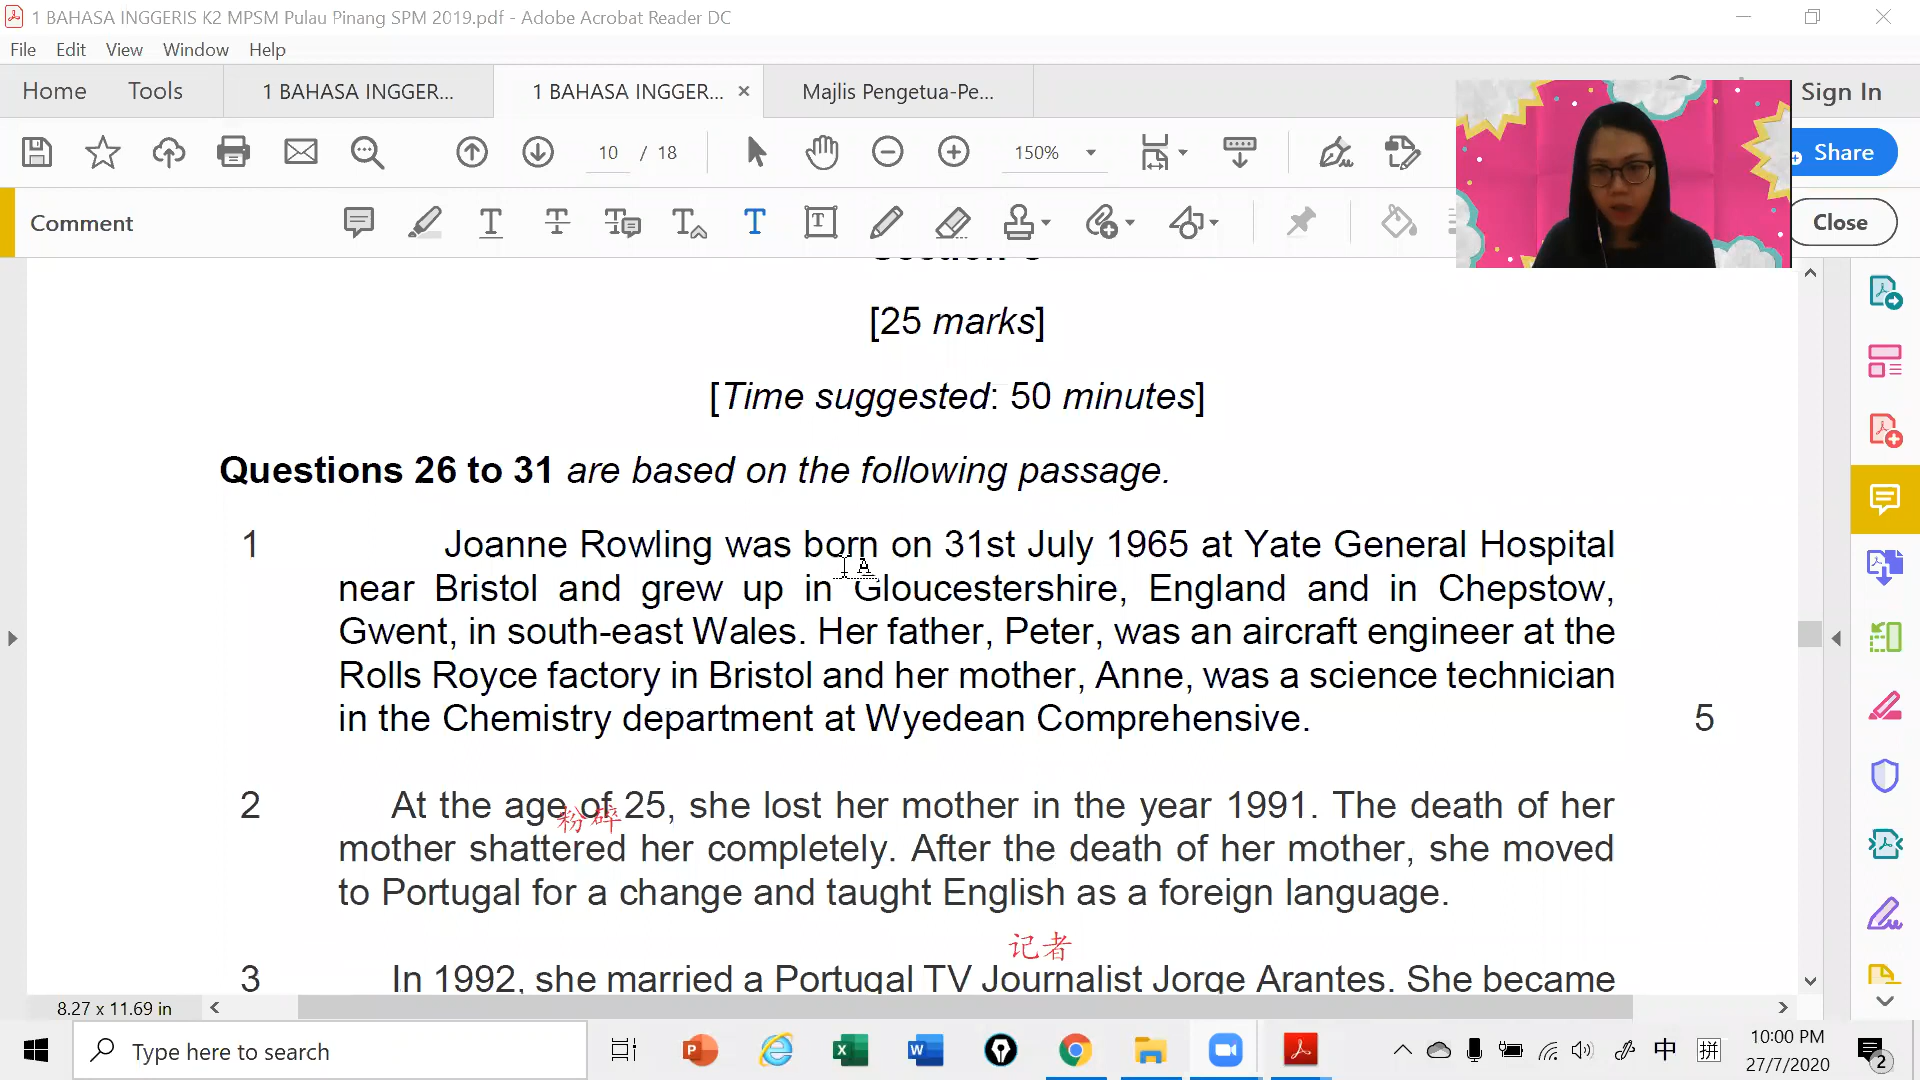 1 BAHASA INGGERIS K2 MPSM Pulau Pinang SPM 2019.pdf - Adobe Acrobat Reader DC
File Edit View Window Help
Home Tools 1 BAHASA INGGER... 1 BAHASA INGGER... × Majlis Pengetua-Pe... Sign In
10 / 18 150% Share
Comment Close
[25 marks]
[Time suggested: 50 minutes]
Questions 26 to 31 are based on the following passage.
1 Joanne Rowling was born on 31st July 1965 at Yate General Hospital
near Bristol and grew up in Gloucestershire, England and in Chepstow,
Gwent, in south-east Wales. Her father, Peter, was an aircraft engineer at the
Rolls Royce factory in Bristol and her mother, Anne, was a science technician
in the Chemistry department at Wyedean Comprehensive. 5
2 At the age of 25, she lost her mother in the year 1991. The death of her
粉碎
mother shattered her completely. After the death of her mother, she moved
to Portugal for a change and taught English as a foreign language.
记者
3 In 1992, she married a Portugal TV Journalist Jorge Arantes. She became
8.27 x 11.69 in
Type here to search 中 拼 10:00 PM
27/7/2020 2